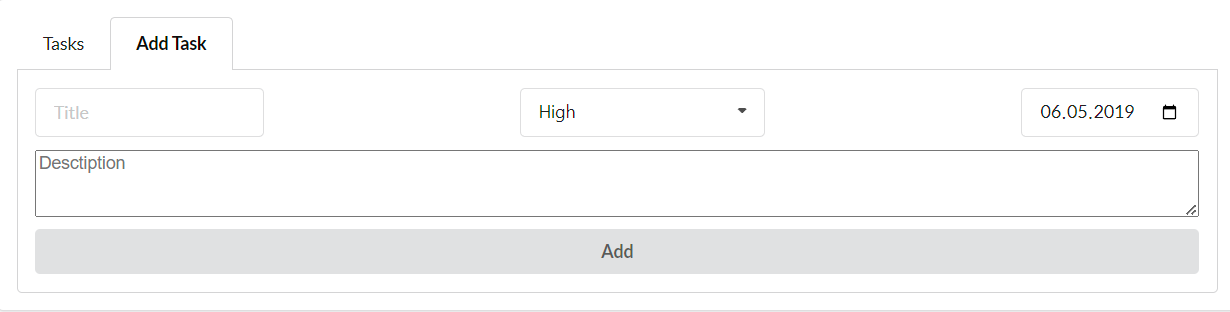 Tasks Add Task
Title High 06.05.2019
Desctiption
Add